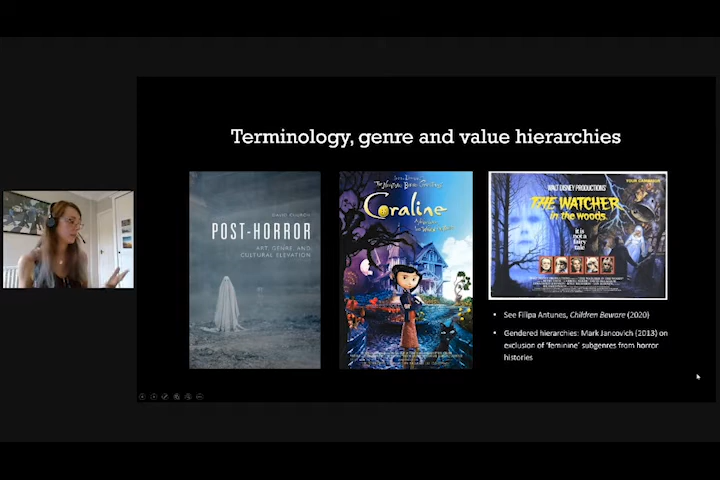 Terminology, genre and value hierarchies
DAVID CHURCH
POST-HORROR
ART, GENRE, AND
CULTURAL ELEVATION
Coraline
WALT DISNEY PRODUCTIONS'
THE WATCHER
in the woods.
it is
not a
fairy
tale
• See Filipa Antunes, Children Beware (2020)
• Gendered hierarchies: Mark Jancovich (2013) on
exclusion of 'feminine' subgenres from horror
histories